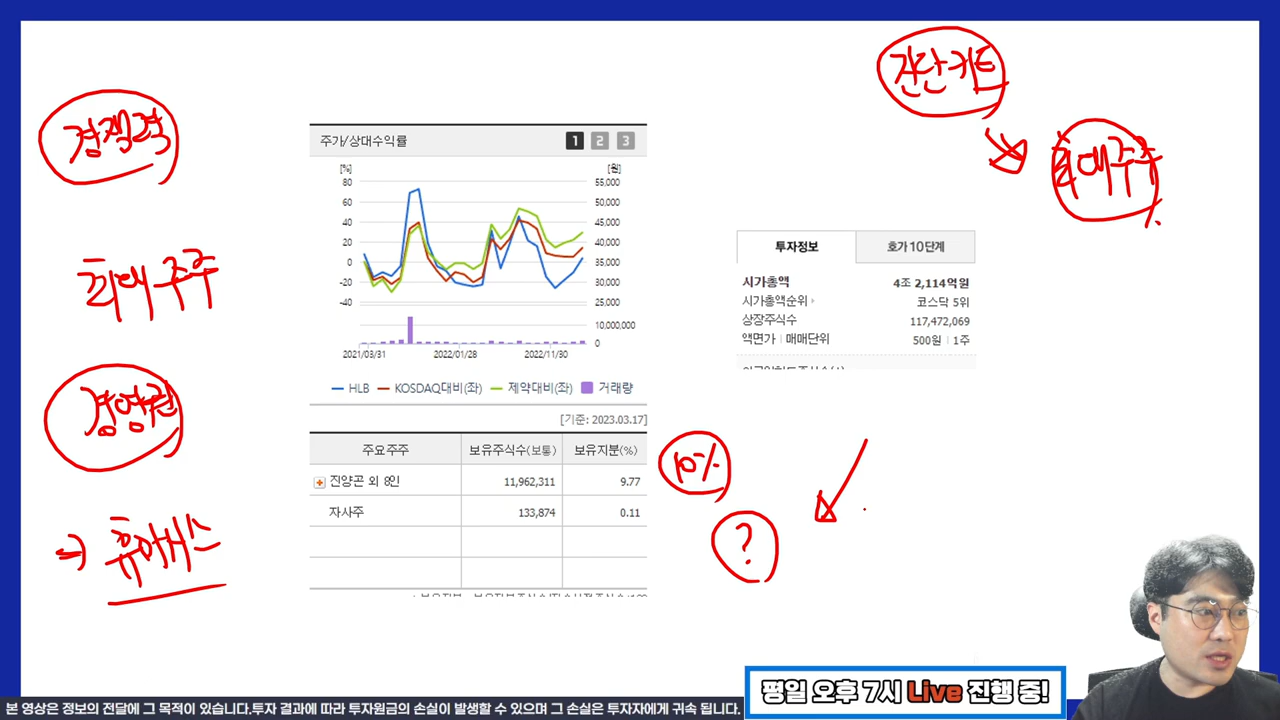 진단키트
최대주주
경쟁력
최대주주
경영권
휴마시스
주가/상대수익률
1 2 3
[%] [원]
80 55,000
60 50,000
40 45,000
20 40,000
0 35,000
-20 30,000
-40 25,000
10,000,000
0
2021/03/31 2022/01/28 2022/11/30
HLB KOSDAQ대비(좌) 제약대비(좌) 거래량
[기준: 2023.03.17]
주요주주 보유주식수(보통) 보유지분(%)
진양곤 외 8인 11,962,311 9.77
자사주 133,874 0.11
10%
?
투자정보 호가 10단계
시가총액 4조 2,114억원
시가총액순위 코스닥 5위
상장주식수 117,472,069
액면가 | 매매단위 500원 | 1주
평일 오후 7시 Live 진행 중!
본 영상은 정보의 전달에 그 목적이 있습니다.투자 결과에 따라 투자원금의 손실이 발생할 수 있으며 그 손실은 투자자에게 귀속 됩니다.